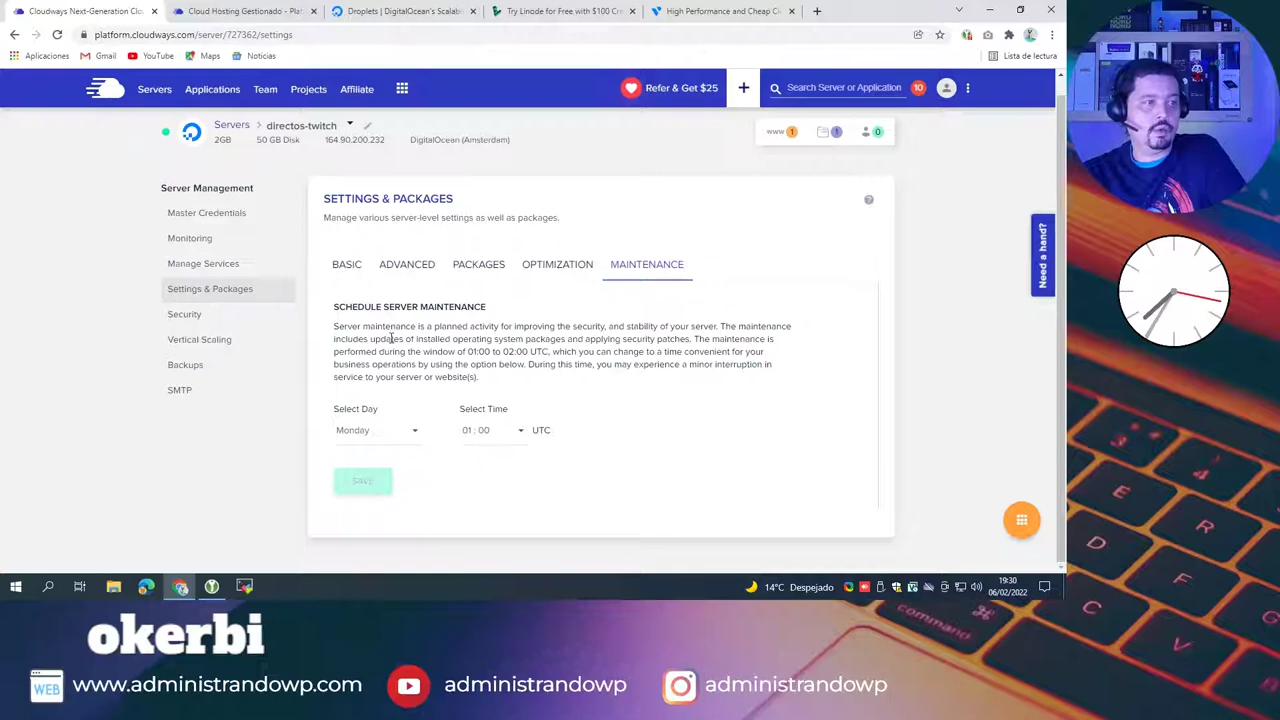 Cloudways Next-Generation Clo
Cloud Hosting Gestionado - Plat
Droplets | DigitalOcean's Scalab
Try Linode for Free with $100 Cr
High Performance and Cheap Cl
platform.cloudways.com/server/727362/settings
Aplicaciones
Gmail
YouTube
Maps
Noticias
Lista de lectura
Servers
Applications
Team
Projects
Affiliate
Refer & Get $25
+
Search Server or Application
10
Servers > directos-twitch
2GB
50 GB Disk
164.90.200.232
DigitalOcean (Amsterdam)
www 1
1
0
Server Management
Master Credentials
Monitoring
Manage Services
Settings & Packages
Security
Vertical Scaling
Backups
SMTP
SETTINGS & PACKAGES
Manage various server-level settings as well as packages.
BASIC
ADVANCED
PACKAGES
OPTIMIZATION
MAINTENANCE
SCHEDULE SERVER MAINTENANCE
Server maintenance is a planned activity for improving the security, and stability of your server. The maintenance
includes updates of installed operating system packages and applying security patches. The maintenance is
performed during the window of 01:00 to 02:00 UTC, which you can change to a time convenient for your
business operations by using the option below. During this time, you may experience a minor interruption in
service to your server or website(s).
Select Day
Select Time
Monday
01 : 00
UTC
SAVE
Need a hand?
14°C Despejado
19:30
06/02/2022
okerbi
WEB
www.administrandowp.com
administrandowp
administrandowp
command
E
R
D
F
C
V
G